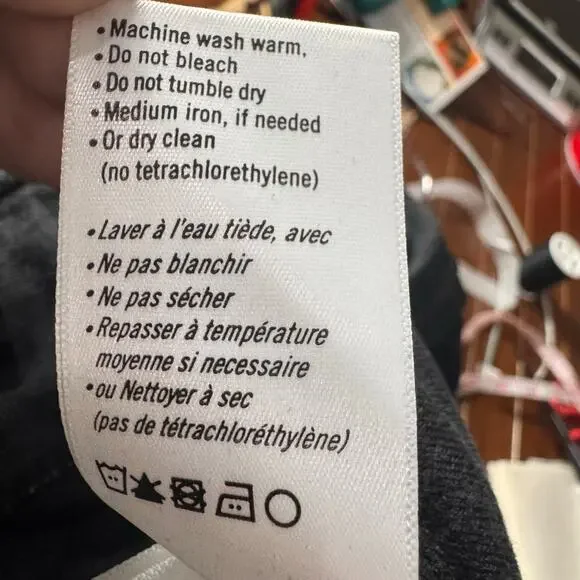 • Machine wash warm.
• Do not bleach
• Do not tumble dry
• Medium iron, if needed
• Or dry clean
(no tetrachlorethylene)
• Laver à l'eau tiède, avec
• Ne pas blanchir
• Ne pas sécher
• Repasser à température
moyenne si necessaire
• ou Nettoyer à sec
(pas de tétrachloréthylène)